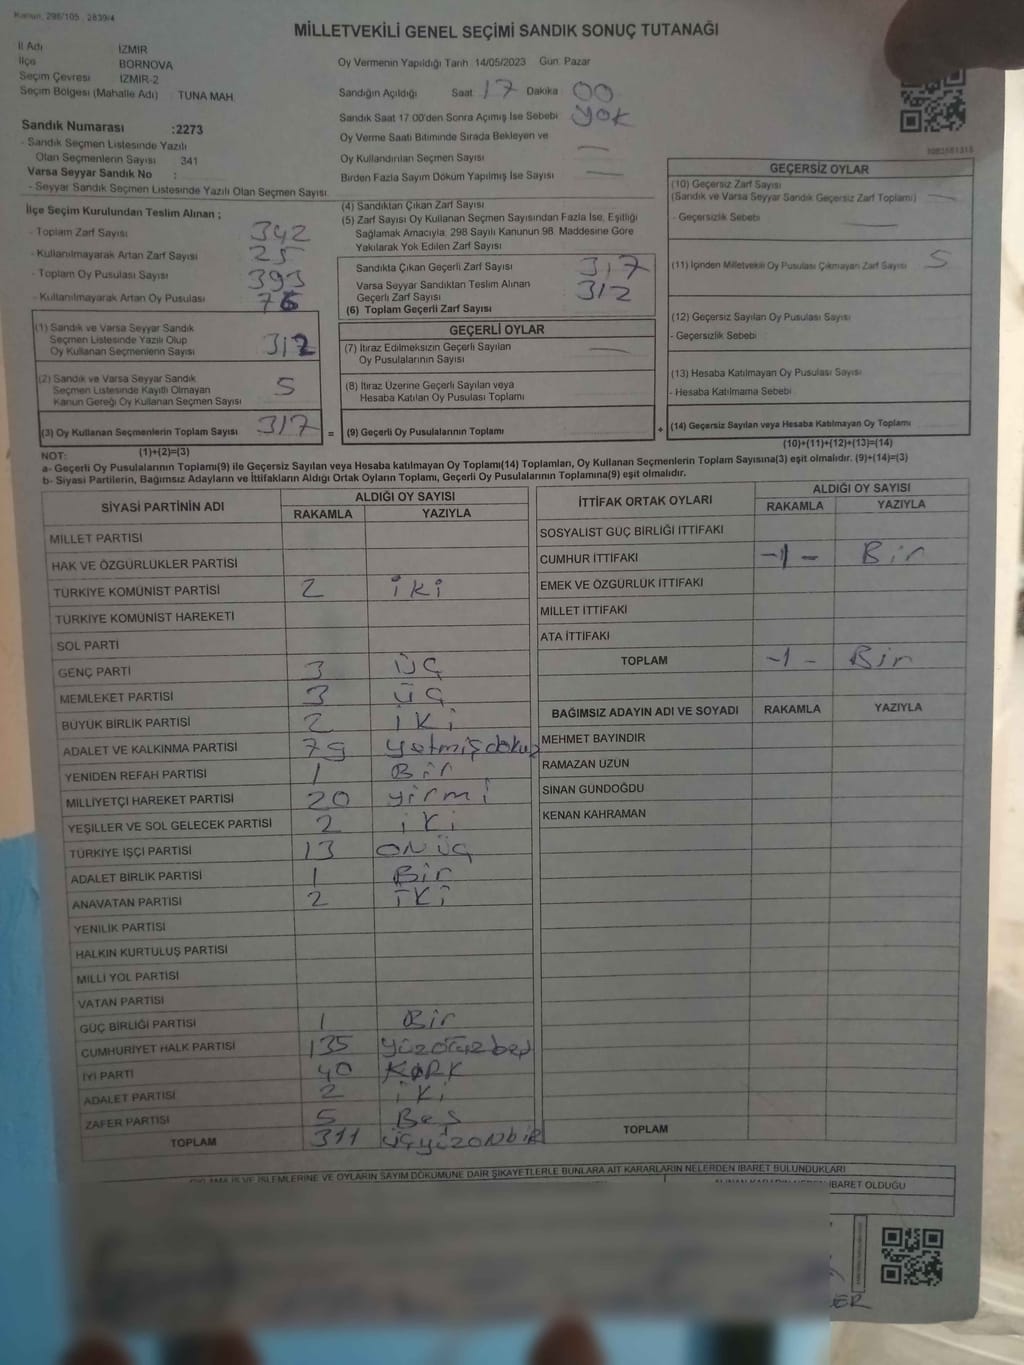 Kanun, 298/105 , 2839/4
MİLLETVEKİLİ GENEL SEÇİMİ SANDIK SONUÇ TUTANAĞI
İl Adı İZMİR
İlçe BORNOVA
Seçim Çevresi İZMİR-2
Seçim Bölgesi (Mahalle Adı) : TUNA MAH.
Oy Vermenin Yapıldığı Tarih : 14/05/2023 Gün: Pazar
Sandığın Açıldığı Saat 17 Dakika : 00
Sandık Saat 17.00'den Sonra Açımış İse Sebebi YOK
Oy Verme Saati Bitiminde Sırada Bekleyen ve
Oy Kullandırılan Seçmen Sayısı —
Birden Fazla Sayım Döküm Yapılmış İse Sayısı —
Sandık Numarası :2273
- Sandık Seçmen Listesinde Yazılı
Olan Seçmenlerin Sayısı : 341
Varsa Seyyar Sandık No :
- Seyyar Sandık Seçmen Listesinde Yazılı Olan Seçmen Sayısı:
İlçe Seçim Kurulundan Teslim Alınan ;
- Toplam Zarf Sayısı 342
- Kullanılmayarak Artan Zarf Sayısı 25
- Toplam Oy Pusulası Sayısı 393
- Kullanılmayarak Artan Oy Pusulası 76
(1) Sandık ve Varsa Seyyar Sandık
Seçmen Listesinde Yazılı Olup
Oy Kullanan Seçmenlerin Sayısı 312
(2) Sandık ve Varsa Seyyar Sandık
Seçmen Listesinde Kayıtlı Olmayan
Kanun Gereği Oy Kullanan Seçmen Sayısı 5
(3) Oy Kullanan Seçmenlerin Toplam Sayısı 317
(1)+(2)=(3)
(4) Sandıktan Çıkan Zarf Sayısı
(5) Zarf Sayısı Oy Kullanan Seçmen Sayısından Fazla İse, Eşitliği
Sağlamak Amacıyla, 298 Sayılı Kanunun 98. Maddesine Göre
Yakılarak Yok Edilen Zarf Sayısı
Sandıkta Çıkan Geçerli Zarf Sayısı 317
Varsa Seyyar Sandıktan Teslim Alınan
Geçerli Zarf Sayısı 312
(6) Toplam Geçerli Zarf Sayısı
GEÇERLİ OYLAR
(7) İtiraz Edilmeksizin Geçerli Sayılan
Oy Pusulalarının Sayısı —
(8) İtiraz Üzerine Geçerli Sayılan veya
Hesaba Katılan Oy Pusulası Toplamı
= (9) Geçerli Oy Pusulalarının Toplamı
GEÇERSİZ OYLAR
(10) Geçersiz Zarf Sayısı
(Sandık ve Varsa Seyyar Sandık Geçersiz Zarf Toplamı) —
- Geçersizlik Sebebi —
(11) İçinden Milletvekili Oy Pusulası Çıkmayan Zarf Sayısı 5
(12) Geçersiz Sayılan Oy Pusulası Sayısı
- Geçersizlik Sebebi
(13) Hesaba Katılmayan Oy Pusulası Sayısı
- Hesaba Katılmama Sebebi
+ (14) Geçersiz Sayılan veya Hesaba Katılmayan Oy Toplamı
(10)+(11)+(12)+(13)=(14)
NOT:
a- Geçerli Oy Pusulalarının Toplamı(9) ile Geçersiz Sayılan veya Hesaba katılmayan Oy Toplamı(14) Toplamları, Oy Kullanan Seçmenlerin Toplam Sayısına(3) eşit olmalıdır. (9)+(14)=(3)
b- Siyasi Partilerin, Bağımsız Adayların ve İttifakların Aldığı Ortak Oyların Toplamı, Geçerli Oy Pusulalarının Toplamına(9) eşit olmalıdır.
SİYASİ PARTİNİN ADI ALDIĞI OY SAYISI
RAKAMLA YAZIYLA
MİLLET PARTİSİ
HAK VE ÖZGÜRLÜKLER PARTİSİ
TÜRKİYE KOMÜNİST PARTİSİ 2 iki
TÜRKİYE KOMÜNİST HAREKETİ
SOL PARTİ
GENÇ PARTİ 3 üç
MEMLEKET PARTİSİ 3 üç
BÜYÜK BİRLİK PARTİSİ 2 iki
ADALET VE KALKINMA PARTİSİ 79 yetmişdokuz
YENİDEN REFAH PARTİSİ 1 Bir
MİLLİYETÇİ HAREKET PARTİSİ 20 yirmi
YEŞİLLER VE SOL GELECEK PARTİSİ 2 iki
TÜRKİYE İŞÇİ PARTİSİ 13 onüç
ADALET BİRLİK PARTİSİ 1 Bir
ANAVATAN PARTİSİ 2 iki
YENİLİK PARTİSİ
HALKIN KURTULUŞ PARTİSİ
MİLLİ YOL PARTİSİ
VATAN PARTİSİ
GÜÇ BİRLİĞİ PARTİSİ 1 Bir
CUMHURİYET HALK PARTİSİ 135 yüzotuzbeş
İYİ PARTİ 40 KIRK
ADALET PARTİSİ 2 iki
ZAFER PARTİSİ 5 Beş
TOPLAM 311 üçyüzonbir
İTTİFAK ORTAK OYLARI ALDIĞI OY SAYISI
RAKAMLA YAZIYLA
SOSYALİST GÜÇ BİRLİĞİ İTTİFAKI
CUMHUR İTTİFAKI -1- Bir
EMEK VE ÖZGÜRLÜK İTTİFAKI
MİLLET İTTİFAKI
ATA İTTİFAKI
TOPLAM -1- Bir
BAĞIMSIZ ADAYIN ADI VE SOYADI RAKAMLA YAZIYLA
MEHMET BAYINDIR
RAMAZAN UZUN
SİNAN GÜNDOĞDU
KENAN KAHRAMAN
TOPLAM
İŞLEMLERİNE VE OYLARIN SAYIM DÖKÜMÜNE DAİR ŞİKAYETLERLE BUNLARA AİT KARARLARIN NELERDEN İBARET BULUNDUKLARI
İBARET OLDUĞU